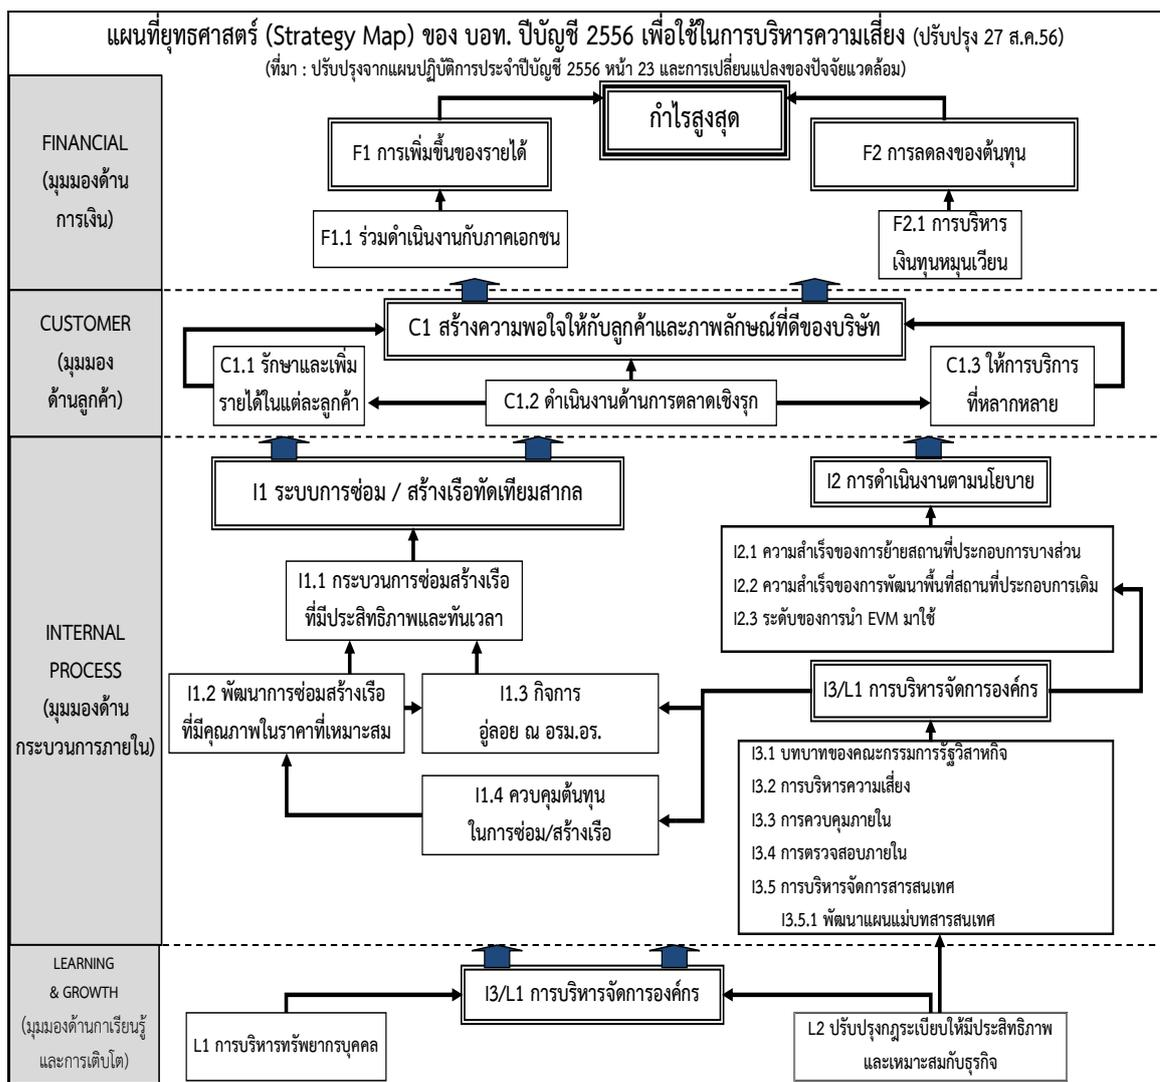 แผนที่ยุทธศาสตร์ (Strategy Map) ของ บอท. ปีบัญชี 2556 เพื่อใช้ในการบริหารความเสี่ยง (ปรับปรุง 27 ส.ค.56)
(ที่มา : ปรับปรุงจากแผนปฏิบัติการประจำปีบัญชี 2556 หน้า 23 และการเปลี่ยนแปลงของปัจจัยแวดล้อม)
FINANCIAL
(มุมมองด้าน
การเงิน)
กำไรสูงสุด
F1 การเพิ่มขึ้นของรายได้
F2 การลดลงของต้นทุน
F1.1 ร่วมดำเนินงานกับภาคเอกชน
F2.1 การบริหาร
เงินทุนหมุนเวียน
CUSTOMER
(มุมมอง
ด้านลูกค้า)
C1 สร้างความพอใจให้กับลูกค้าและภาพลักษณ์ที่ดีของบริษัท
C1.1 รักษาและเพิ่ม
รายได้ในแต่ละลูกค้า
C1.2 ดำเนินงานด้านการตลาดเชิงรุก
C1.3 ให้การบริการ
ที่หลากหลาย
INTERNAL
PROCESS
(มุมมองด้าน
กระบวนการภายใน)
I1 ระบบการซ่อม / สร้างเรือทัดเทียมสากล
I2 การดำเนินงานตามนโยบาย
I1.1 กระบวนการซ่อมสร้างเรือ
ที่มีประสิทธิภาพและทันเวลา
I2.1 ความสำเร็จของการย้ายสถานที่ประกอบการบางส่วน
I2.2 ความสำเร็จของการพัฒนาพื้นที่สถานที่ประกอบการเดิม
I2.3 ระดับของการนำ EVM มาใช้
I1.2 พัฒนาการซ่อมสร้างเรือ
ที่มีคุณภาพในราคาที่เหมาะสม
I1.3 กิจการ
อู่ลอย ณ อรม.อร.
I3/L1 การบริหารจัดการองค์กร
I1.4 ควบคุมต้นทุน
ในการซ่อม/สร้างเรือ
I3.1 บทบาทของคณะกรรมการรัฐวิสาหกิจ
I3.2 การบริหารความเสี่ยง
I3.3 การควบคุมภายใน
I3.4 การตรวจสอบภายใน
I3.5 การบริหารจัดการสารสนเทศ
I3.5.1 พัฒนาแผนแม่บทสารสนเทศ
LEARNING
& GROWTH
(มุมมองด้านกาเรียนรู้
และการเติบโต)
I3/L1 การบริหารจัดการองค์กร
L1 การบริหารทรัพยากรบุคคล
L2 ปรับปรุงกฎระเบียบให้มีประสิทธิภาพ
และเหมาะสมกับธุรกิจ